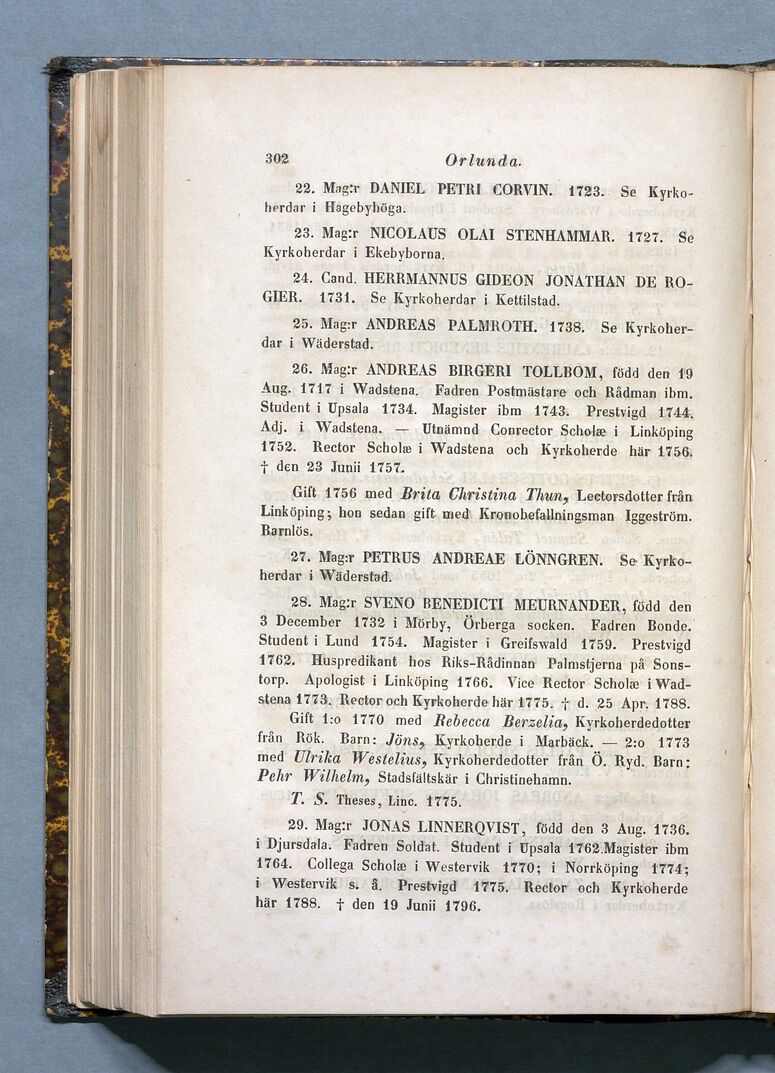 302 Orlunda.
22. Mag:r DANIEL PETRI CORVIN. 1723. Se Kyrko-
herdar i Hagebyhöga.
23. Mag:r NICOLAUS OLAI STENHAMMAR. 1727. Se
Kyrkoherdar i Ekebyborna.
24. Cand. HERRMANNUS GIDEON JONATHAN DE RO-
GIER. 1731. Se Kyrkoherdar i Kettilstad.
25. Mag:r ANDREAS PALMROTH. 1738. Se Kyrkoher-
dar i Wäderstad.
26. Mag:r ANDREAS BIRGERI TOLLBOM, född den 19
Aug. 1717 i Wadstena. Fadren Postmästare och Rådman ibm.
Student i Upsala 1734. Magister ibm 1743. Prestvigd 1744.
Adj. i Wadstena. — Utnämnd Conrector Scholæ i Linköping
1752. Rector Scholæ i Wadstena och Kyrkoherde här 1756.
† den 23 Junii 1757.
Gift 1756 med Brita Christina Thun, Lectorsdotter från
Linköping; hon sedan gift med Kronobefallningsman Iggeström.
Barnlös.
27. Mag:r PETRUS ANDREAE LÖNNGREN. Se Kyrko-
herdar i Wäderstad.
28. Mag:r SVENO BENEDICTI MEURNANDER, född den
3 December 1732 i Mörby, Örberga socken. Fadren Bonde.
Student i Lund 1754. Magister i Greifswald 1759. Prestvigd
1762. Huspredikant hos Riks-Rådinnan Palmstjerna på Sons-
torp. Apologist i Linköping 1766. Vice Rector Scholæ i Wad-
stena 1773. Rector och Kyrkoherde här 1775. † d. 25 Apr. 1788.
Gift 1:o 1770 med Rebecca Berzelia, Kyrkoherdedotter
från Rök. Barn: Jöns, Kyrkoherde i Marbäck. — 2:o 1773
med Ulrika Westelius, Kyrkoherdedotter från Ö. Ryd. Barn:
Pehr Wilhelm, Stadsfältskär i Christinehamn.
T. S. Theses, Linc. 1775.
29. Mag:r JONAS LINNERQVIST, född den 3 Aug. 1736.
i Djursdala. Fadren Soldat. Student i Upsala 1762.Magister ibm
1764. Collega Scholæ i Westervik 1770; i Norrköping 1774;
i Westervik s. å. Prestvigd 1775. Rector och Kyrkoherde
här 1788. † den 19 Junii 1796.